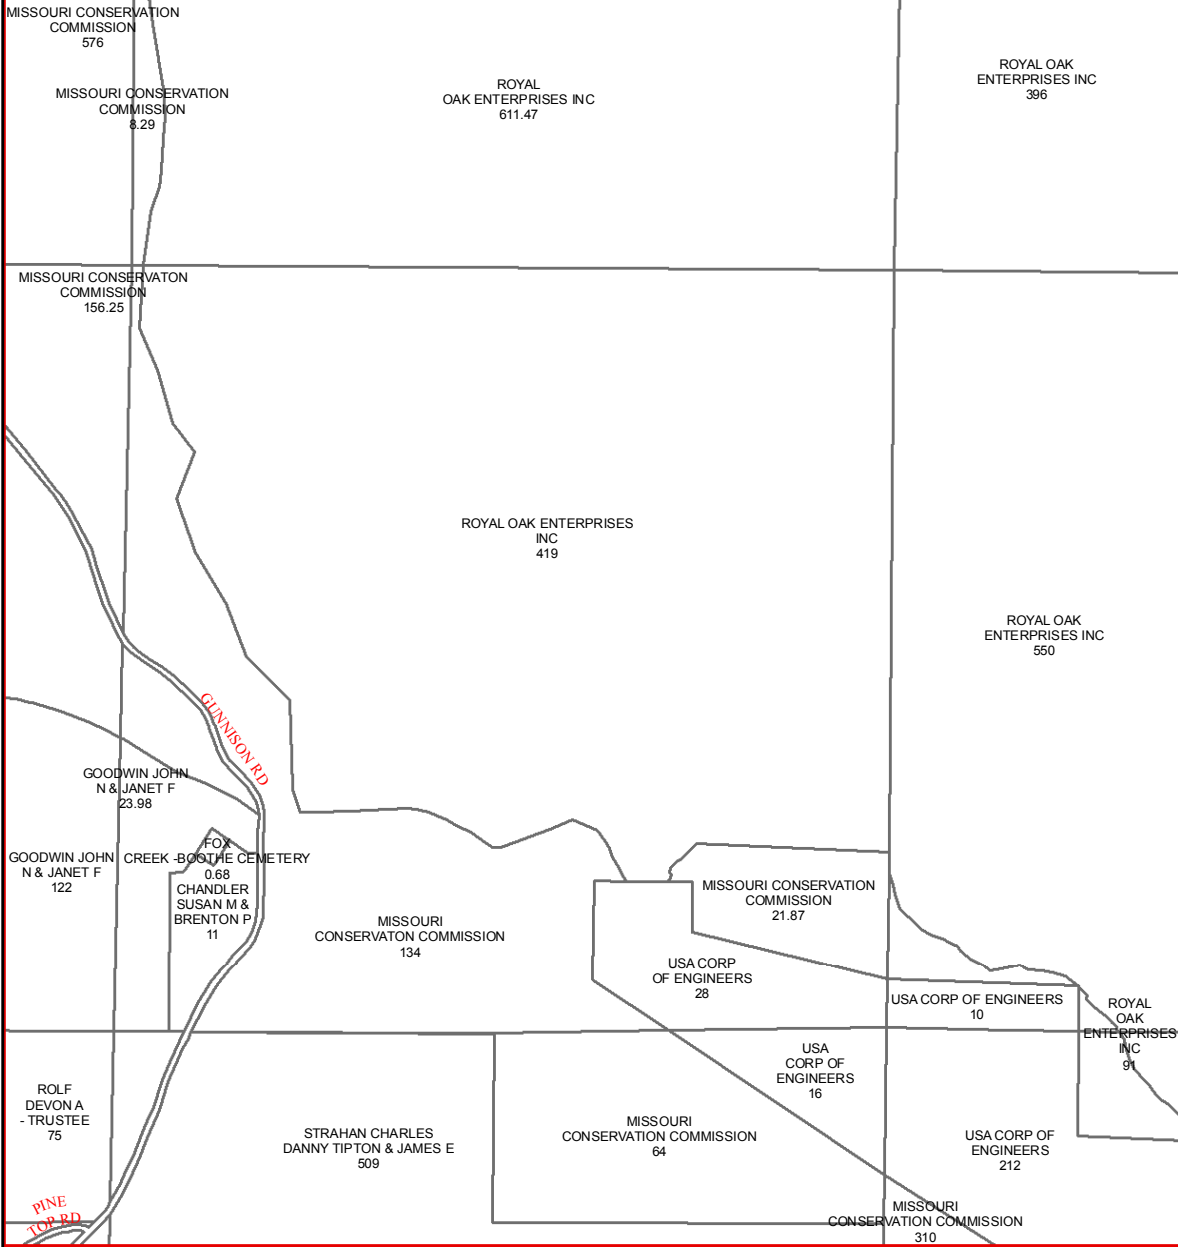 MISSOURI CONSERVATION
COMMISSION
576
MISSOURI CONSERVATION
COMMISSION
8.29
ROYAL
OAK ENTERPRISES INC
611.47
ROYAL OAK
ENTERPRISES INC
396
MISSOURI CONSERVATON
COMMISSION
156.25
ROYAL OAK ENTERPRISES
INC
419
ROYAL OAK
ENTERPRISES INC
550
GUNNISON RD
GOODWIN JOHN
N & JANET F
23.98
GOODWIN JOHN
N & JANET F
122
FOX
CREEK -BOOTHE CEMETERY
0.68
CHANDLER
SUSAN M &
BRENTON P
11
MISSOURI
CONSERVATON COMMISSION
134
MISSOURI CONSERVATION
COMMISSION
21.87
USA CORP
OF ENGINEERS
28
USA CORP OF ENGINEERS
10
ROYAL
OAK
ENTERPRISES
INC
91
USA
CORP OF
ENGINEERS
16
ROLF
DEVON A
- TRUSTEE
75
STRAHAN CHARLES
DANNY TIPTON & JAMES E
509
MISSOURI
CONSERVATION COMMISSION
64
USA CORP OF
ENGINEERS
212
PINE
TOP RD
MISSOURI
CONSERVATION COMMISSION
310